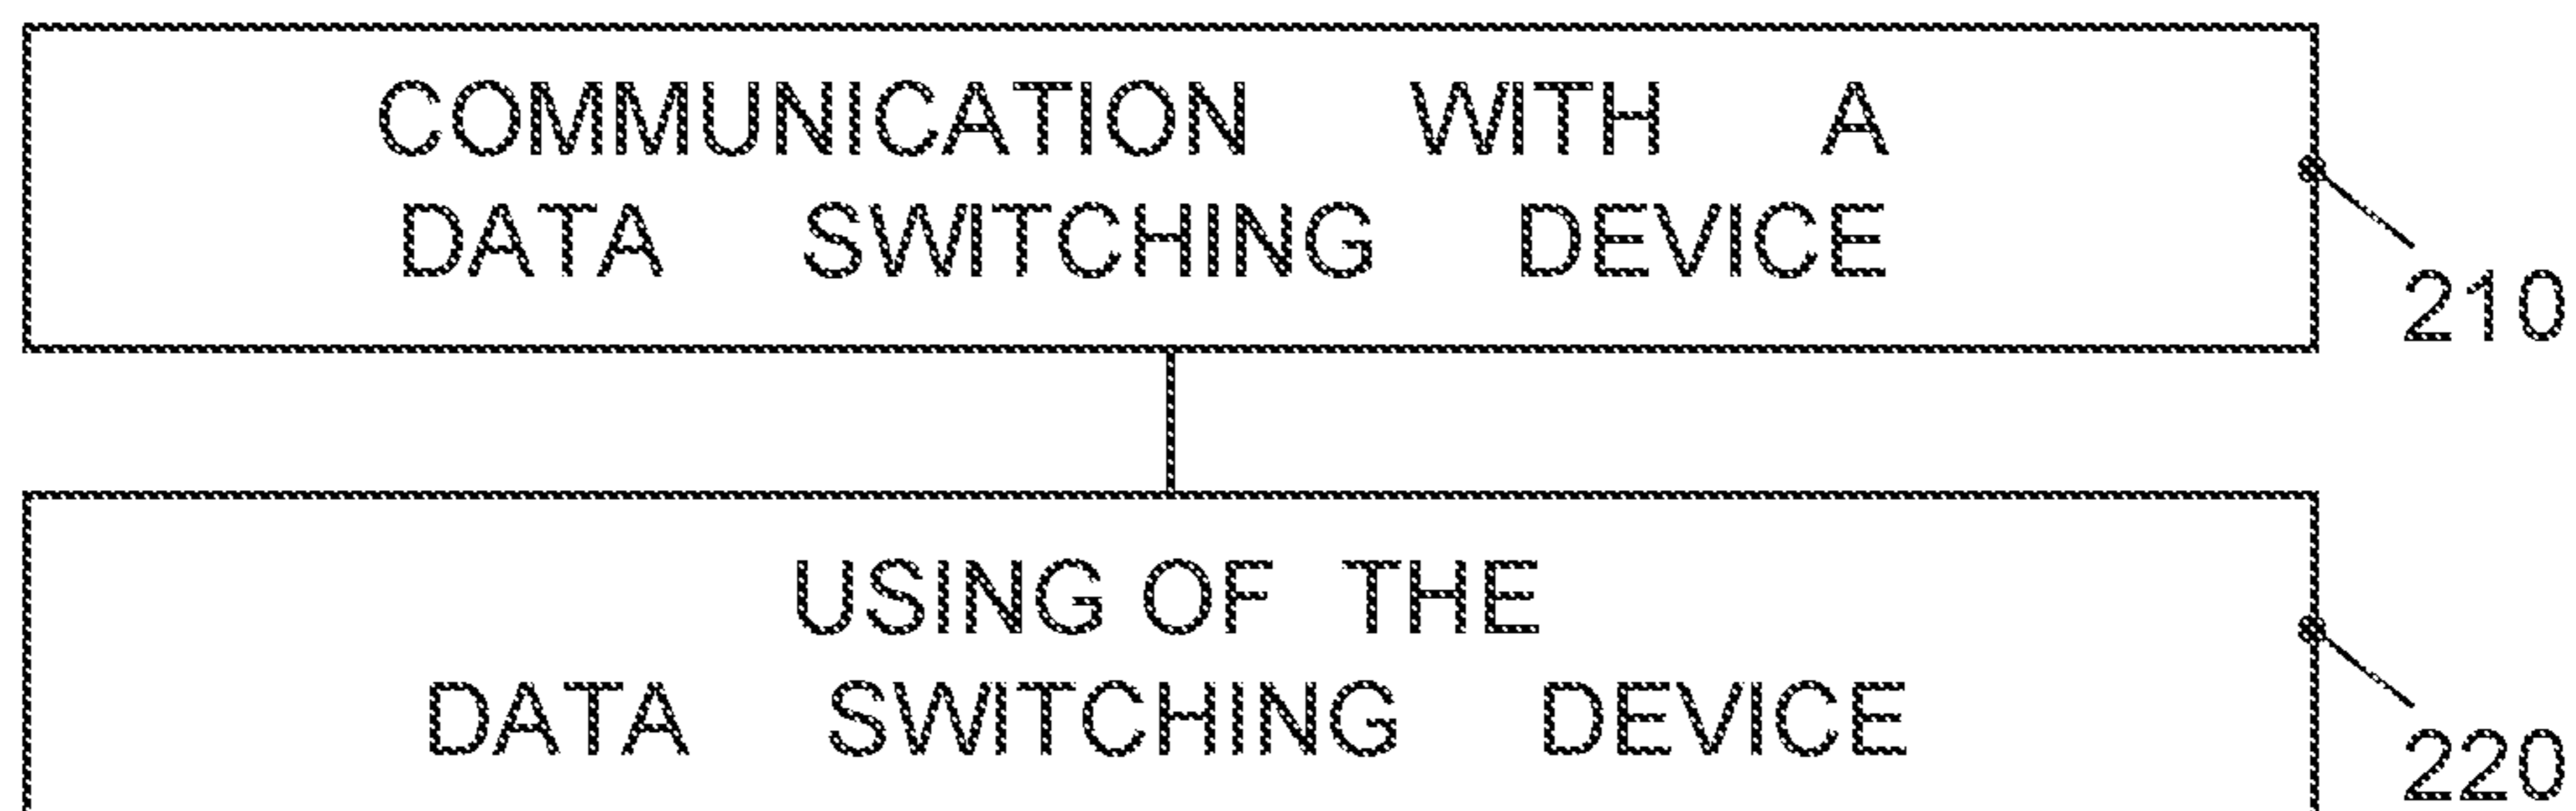 COMMUNICATION WITH A
DATA SWITCHING DEVICE
210
USING OF THE
DATA SWITCHING DEVICE
220